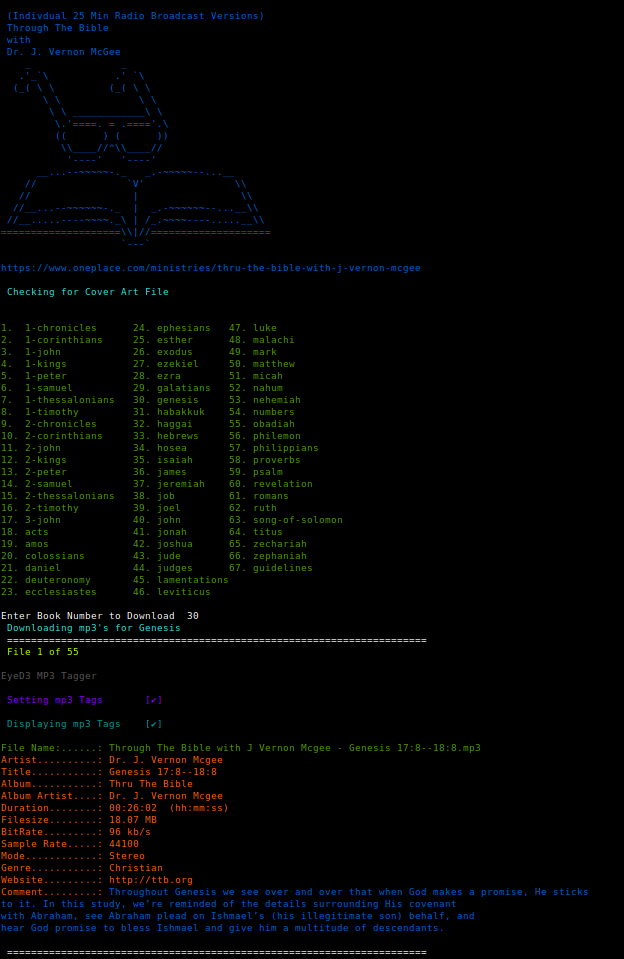 (Indivdual 25 Min Radio Broadcast Versions)
Through The Bible
with
Dr. J. Vernon McGee
https://www.oneplace.com/ministries/thru-the-bible-with-j-vernon-mcgee
Checking for Cover Art File
1. 1-chronicles 24. ephesians 47. luke
2. 1-corinthians 25. esther 48. malachi
3. 1-john 26. exodus 49. mark
4. 1-kings 27. ezekiel 50. matthew
5. 1-peter 28. ezra 51. micah
6. 1-samuel 29. galatians 52. nahum
7. 1-thessalonians 30. genesis 53. nehemiah
8. 1-timothy 31. habakkuk 54. numbers
9. 2-chronicles 32. haggai 55. obadiah
10. 2-corinthians 33. hebrews 56. philemon
11. 2-john 34. hosea 57. philippians
12. 2-kings 35. isaiah 58. proverbs
13. 2-peter 36. james 59. psalm
14. 2-samuel 37. jeremiah 60. revelation
15. 2-thessalonians 38. job 61. romans
16. 2-timothy 39. joel 62. ruth
17. 3-john 40. john 63. song-of-solomon
18. acts 41. jonah 64. titus
19. amos 42. joshua 65. zechariah
20. colossians 43. jude 66. zephaniah
21. daniel 44. judges 67. guidelines
22. deuteronomy 45. lamentations
23. ecclesiastes 46. leviticus
Enter Book Number to Download 30
Downloading mp3's for Genesis
======================================================================
File 1 of 55
EyeD3 MP3 Tagger
Setting mp3 Tags [✔]
Displaying mp3 Tags [✔]
File Name:......: Through The Bible with J Vernon Mcgee - Genesis 17:8--18:8.mp3
Artist..........: Dr. J. Vernon Mcgee
Title...........: Genesis 17:8--18:8
Album...........: Thru The Bible
Album Artist....: Dr. J. Vernon Mcgee
Duration........: 00:26:02 (hh:mm:ss)
Filesize........: 18.07 MB
BitRate.........: 96 kb/s
Sample Rate.....: 44100
Mode............: Stereo
Genre...........: Christian
Website.........: http://ttb.org
Comment.........: Throughout Genesis we see over and over that when God makes a promise, He sticks
to it. In this study, we're reminded of the details surrounding His covenant
with Abraham, see Abraham plead on Ishmael's (his illegitimate son) behalf, and
hear God promise to bless Ishmael and give him a multitude of descendants.
======================================================================